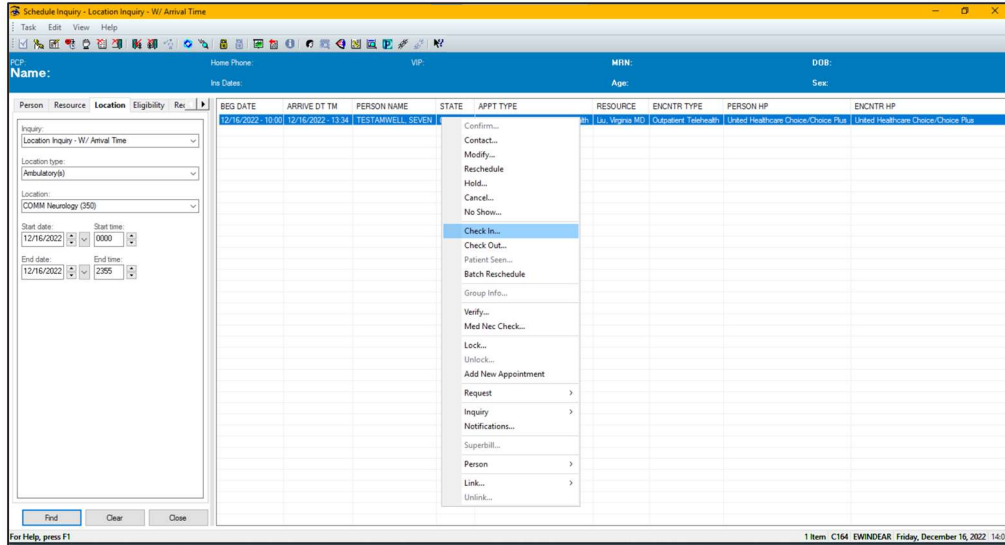 Schedule Inquiry - Location Inquiry - W/ Arrival Time
Task Edit View Help
PCP: Home Phone: VIP: MRN: DOB:
Name:
Ins Dates: Age: Sex:
Person Resource Location Eligibility Rec
Inquiry:
Location Inquiry - W/ Arrival Time
Location type:
Ambulatory(s)
Location:
COMM Neurology (350)
Start date: Start time:
12/16/2022 0000
End date: End time:
12/16/2022 2355
Find Clear Close
BEG DATE ARRIVE DT TM PERSON NAME STATE APPT TYPE RESOURCE ENCNTR TYPE PERSON HP ENCNTR HP
12/16/2022 - 10:00 12/16/2022 - 13:34 TESTAMWELL, SEVEN th Liu, Virginia MD Outpatient Telehealth United Healthcare Choice/Choice Plus United Healthcare Choice/Choice Plus
Confirm...
Contact...
Modify...
Reschedule
Hold...
Cancel...
No Show...
Check In...
Check Out...
Patient Seen...
Batch Reschedule
Group Info...
Verify...
Med Nec Check...
Lock...
Unlock...
Add New Appointment
Request
Inquiry
Notifications...
Superbill...
Person
Link...
Unlink...
For Help, press F1
1 Item C164 EWINDEAR Friday, December 16, 2022